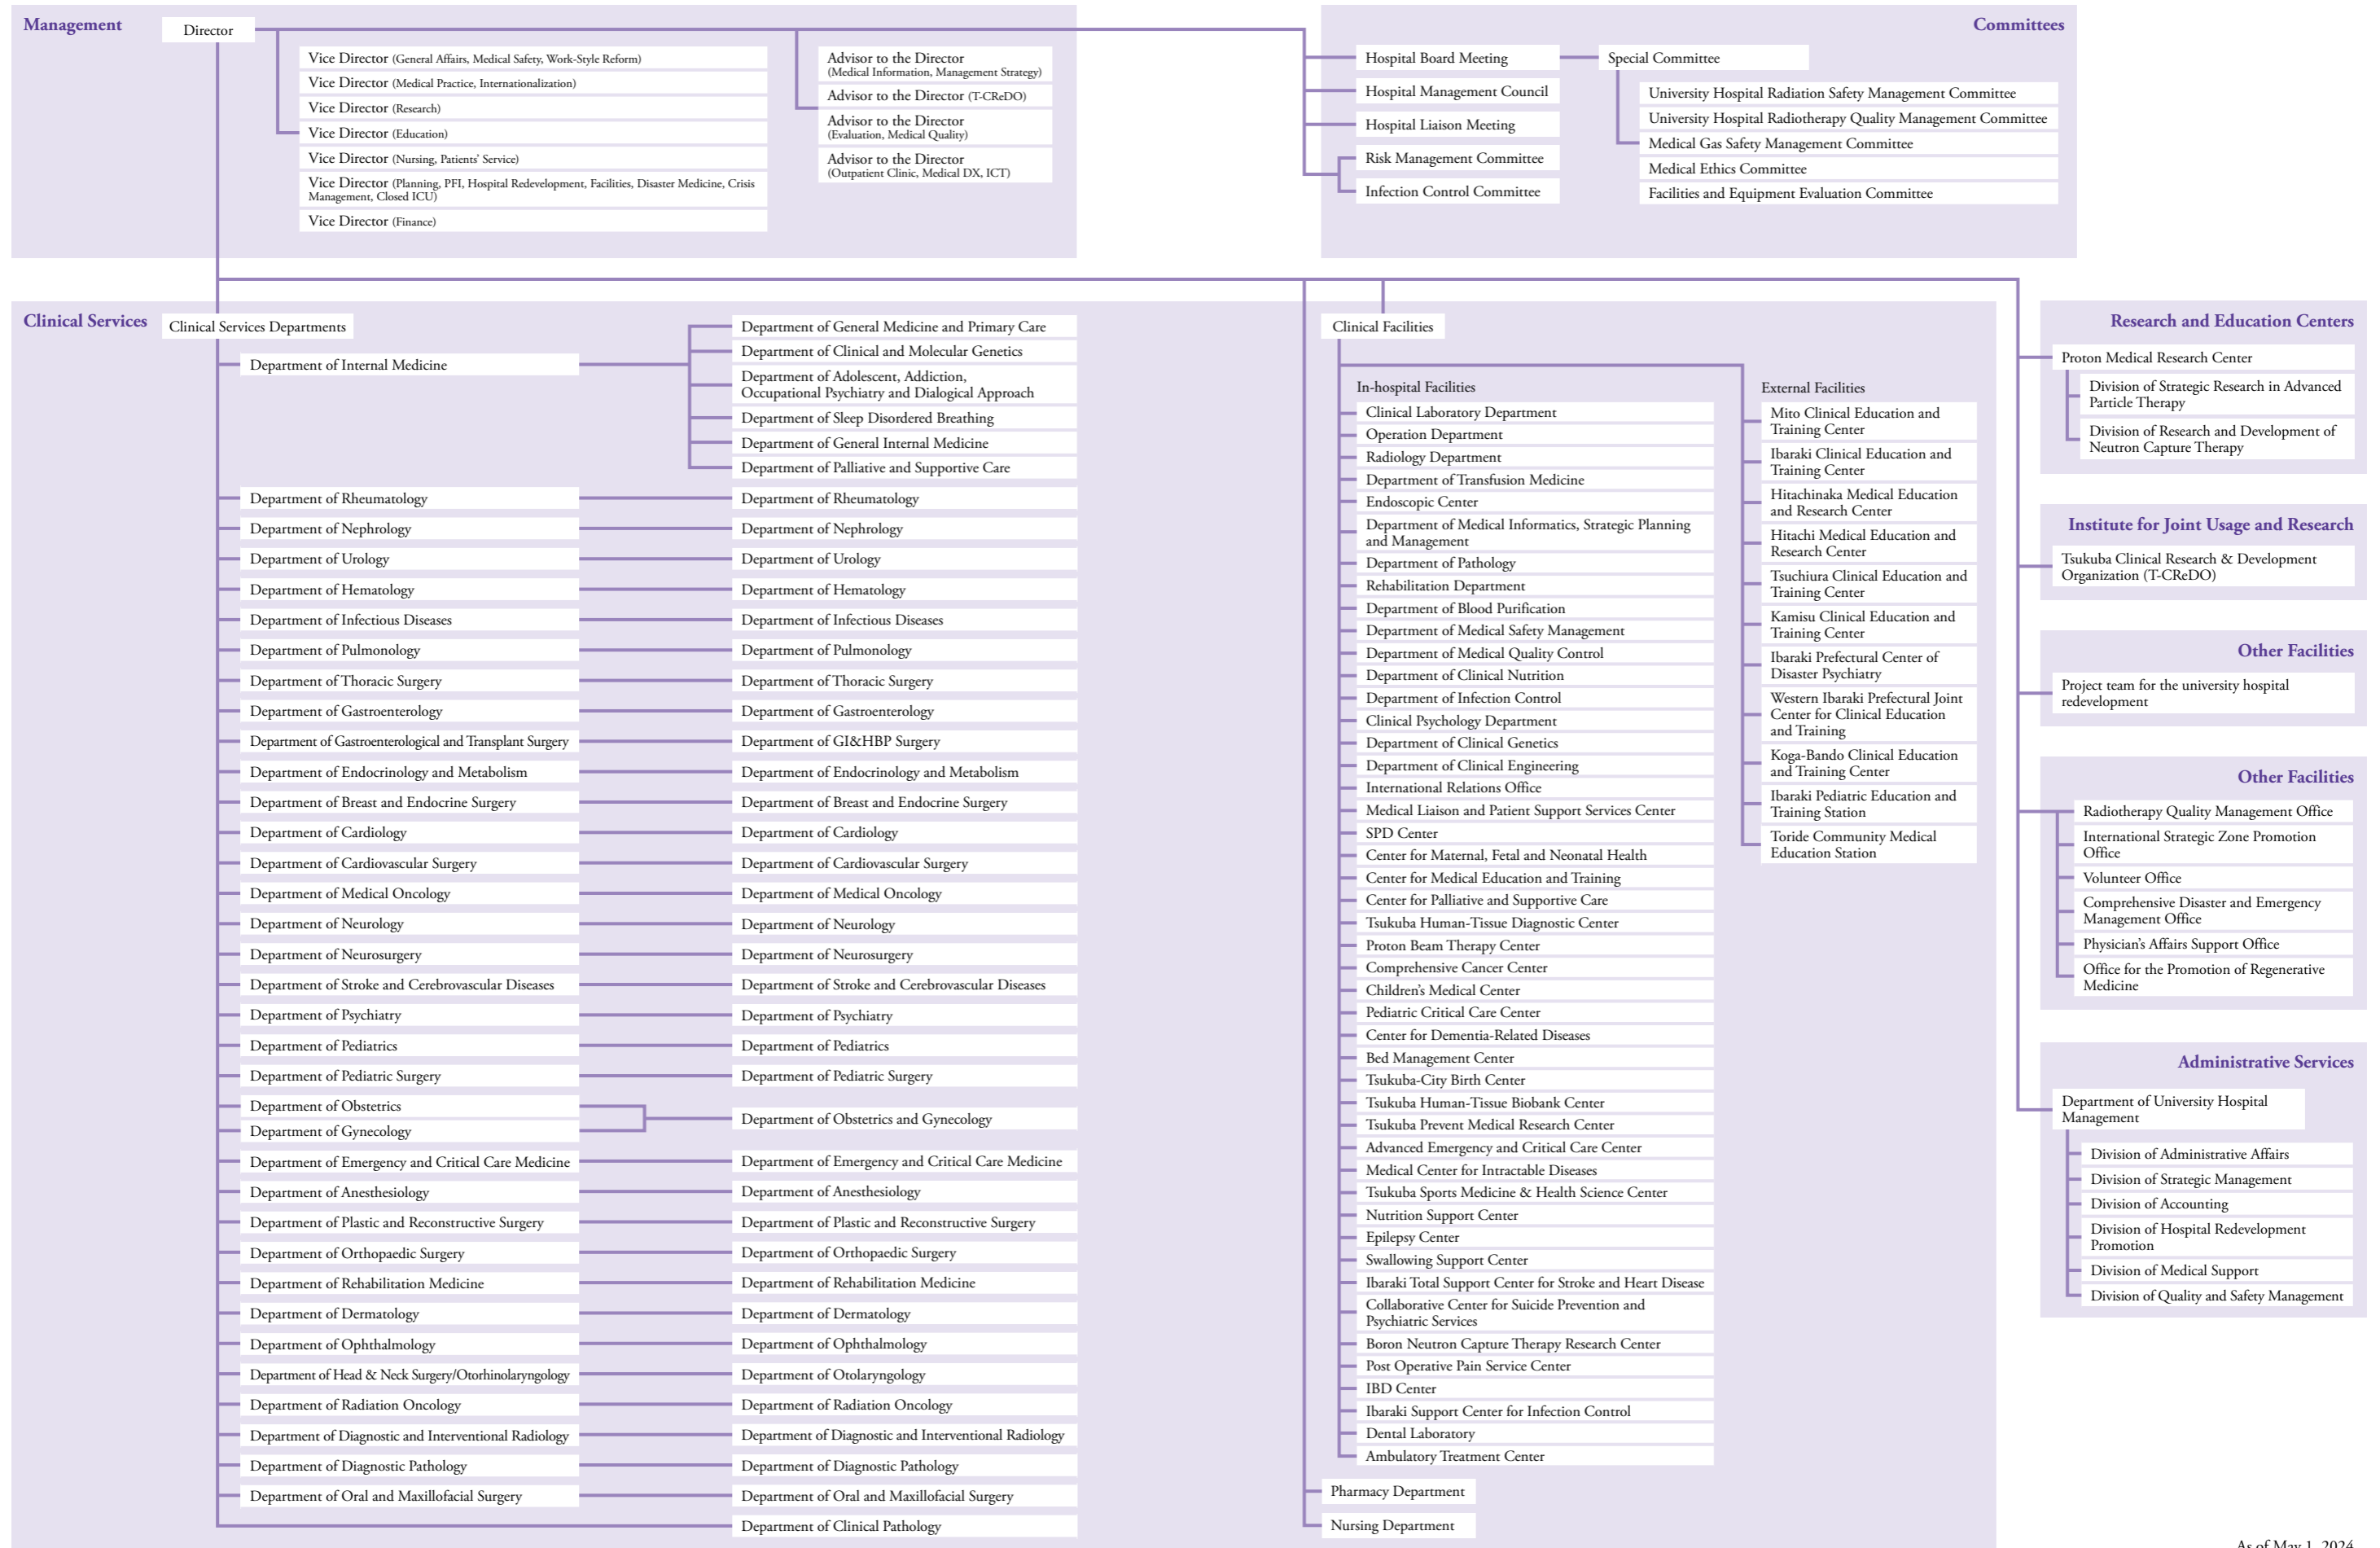 Management
Director
Vice Director (General Affairs, Medical Safety, Work-Style Reform)
Vice Director (Medical Practice, Internationalization)
Vice Director (Research)
Vice Director (Education)
Vice Director (Nursing, Patients' Service)
Vice Director (Planning, PFI, Hospital Redevelopment, Facilities, Disaster Medicine, Crisis
Management, Closed ICU)
Vice Director (Finance)
Advisor to the Director
(Medical Information, Management Strategy)
Advisor to the Director (T-CReDO)
Advisor to the Director
(Evaluation, Medical Quality)
Advisor to the Director
(Outpatient Clinic, Medical DX, ICT)
Committees
Hospital Board Meeting
Hospital Management Council
Hospital Liaison Meeting
Risk Management Committee
Infection Control Committee
Special Committee
University Hospital Radiation Safety Management Committee
University Hospital Radiotherapy Quality Management Committee
Medical Gas Safety Management Committee
Medical Ethics Committee
Facilities and Equipment Evaluation Committee
Clinical Services
Clinical Services Departments
Department of Internal Medicine
Department of General Medicine and Primary Care
Department of Clinical and Molecular Genetics
Department of Adolescent, Addiction,
Occupational Psychiatry and Dialogical Approach
Department of Sleep Disordered Breathing
Department of General Internal Medicine
Department of Palliative and Supportive Care
Department of Rheumatology
Department of Rheumatology
Department of Nephrology
Department of Nephrology
Department of Urology
Department of Urology
Department of Hematology
Department of Hematology
Department of Infectious Diseases
Department of Infectious Diseases
Department of Pulmonology
Department of Pulmonology
Department of Thoracic Surgery
Department of Thoracic Surgery
Department of Gastroenterology
Department of Gastroenterology
Department of Gastroenterological and Transplant Surgery
Department of GI&HBP Surgery
Department of Endocrinology and Metabolism
Department of Endocrinology and Metabolism
Department of Breast and Endocrine Surgery
Department of Breast and Endocrine Surgery
Department of Cardiology
Department of Cardiology
Department of Cardiovascular Surgery
Department of Cardiovascular Surgery
Department of Medical Oncology
Department of Medical Oncology
Department of Neurology
Department of Neurology
Department of Neurosurgery
Department of Neurosurgery
Department of Stroke and Cerebrovascular Diseases
Department of Stroke and Cerebrovascular Diseases
Department of Psychiatry
Department of Psychiatry
Department of Pediatrics
Department of Pediatrics
Department of Pediatric Surgery
Department of Pediatric Surgery
Department of Obstetrics
Department of Gynecology
Department of Obstetrics and Gynecology
Department of Emergency and Critical Care Medicine
Department of Emergency and Critical Care Medicine
Department of Anesthesiology
Department of Anesthesiology
Department of Plastic and Reconstructive Surgery
Department of Plastic and Reconstructive Surgery
Department of Orthopaedic Surgery
Department of Orthopaedic Surgery
Department of Rehabilitation Medicine
Department of Rehabilitation Medicine
Department of Dermatology
Department of Dermatology
Department of Ophthalmology
Department of Ophthalmology
Department of Head & Neck Surgery/Otorhinolaryngology
Department of Otolaryngology
Department of Radiation Oncology
Department of Radiation Oncology
Department of Diagnostic and Interventional Radiology
Department of Diagnostic and Interventional Radiology
Department of Diagnostic Pathology
Department of Diagnostic Pathology
Department of Oral and Maxillofacial Surgery
Department of Oral and Maxillofacial Surgery
Department of Clinical Pathology
Clinical Facilities
In-hospital Facilities
Clinical Laboratory Department
Operation Department
Radiology Department
Department of Transfusion Medicine
Endoscopic Center
Department of Medical Informatics, Strategic Planning
and Management
Department of Pathology
Rehabilitation Department
Department of Blood Purification
Department of Medical Safety Management
Department of Medical Quality Control
Department of Clinical Nutrition
Department of Infection Control
Clinical Psychology Department
Department of Clinical Genetics
Department of Clinical Engineering
International Relations Office
Medical Liaison and Patient Support Services Center
SPD Center
Center for Maternal, Fetal and Neonatal Health
Center for Medical Education and Training
Center for Palliative and Supportive Care
Tsukuba Human-Tissue Diagnostic Center
Proton Beam Therapy Center
Comprehensive Cancer Center
Children's Medical Center
Pediatric Critical Care Center
Center for Dementia-Related Diseases
Bed Management Center
Tsukuba-City Birth Center
Tsukuba Human-Tissue Biobank Center
Tsukuba Prevent Medical Research Center
Advanced Emergency and Critical Care Center
Medical Center for Intractable Diseases
Tsukuba Sports Medicine & Health Science Center
Nutrition Support Center
Epilepsy Center
Swallowing Support Center
Ibaraki Total Support Center for Stroke and Heart Disease
Collaborative Center for Suicide Prevention and
Psychiatric Services
Boron Neutron Capture Therapy Research Center
Post Operative Pain Service Center
IBD Center
Ibaraki Support Center for Infection Control
Dental Laboratory
Ambulatory Treatment Center
External Facilities
Mito Clinical Education and
Training Center
Ibaraki Clinical Education and
Training Center
Hitachinaka Medical Education
and Research Center
Hitachi Medical Education and
Research Center
Tsuchiura Clinical Education and
Training Center
Kamisu Clinical Education and
Training Center
Ibaraki Prefectural Center of
Disaster Psychiatry
Western Ibaraki Prefectural Joint
Center for Clinical Education
and Training
Koga-Bando Clinical Education
and Training Center
Ibaraki Pediatric Education and
Training Station
Toride Community Medical
Education Station
Pharmacy Department
Nursing Department
Research and Education Centers
Proton Medical Research Center
Division of Strategic Research in Advanced
Particle Therapy
Division of Research and Development of
Neutron Capture Therapy
Institute for Joint Usage and Research
Tsukuba Clinical Research & Development
Organization (T-CReDO)
Other Facilities
Project team for the university hospital
redevelopment
Other Facilities
Radiotherapy Quality Management Office
International Strategic Zone Promotion
Office
Volunteer Office
Comprehensive Disaster and Emergency
Management Office
Physician's Affairs Support Office
Office for the Promotion of Regenerative
Medicine
Administrative Services
Department of University Hospital
Management
Division of Administrative Affairs
Division of Strategic Management
Division of Accounting
Division of Hospital Redevelopment
Promotion
Division of Medical Support
Division of Quality and Safety Management
As of May 1, 2024